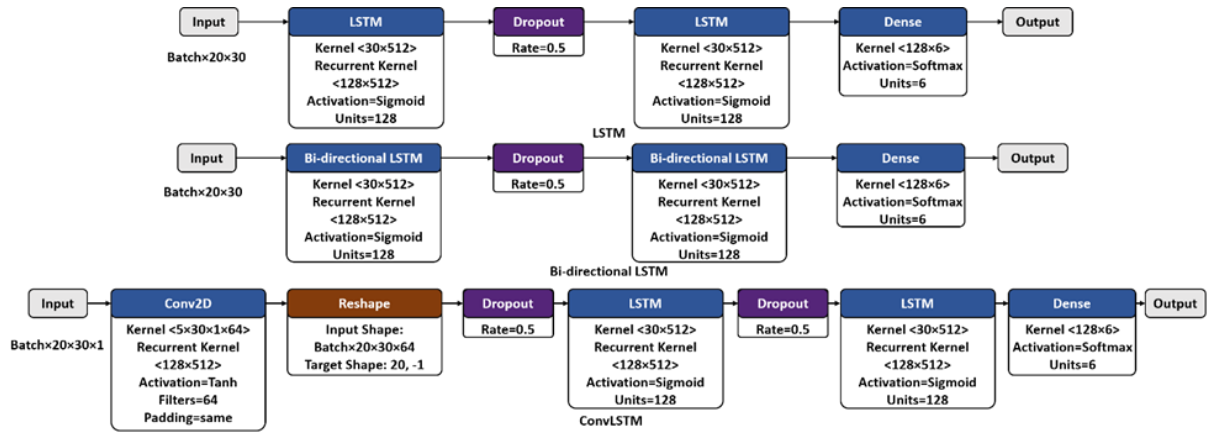 Input
LSTM
Dropout
LSTM
Dense
Output
Batch×20×30
Kernel <30×512>
Recurrent Kernel
<128×512>
Activation=Sigmoid
Units=128
Rate=0.5
Kernel <30×512>
Recurrent Kernel
<128×512>
Activation=Sigmoid
Units=128
Kernel <128×6>
Activation=Softmax
Units=6
LSTM
Input
Bi-directional LSTM
Dropout
Bi-directional LSTM
Dense
Output
Batch×20×30
Kernel <30×512>
Recurrent Kernel
<128×512>
Activation=Sigmoid
Units=128
Rate=0.5
Kernel <30×512>
Recurrent Kernel
<128×512>
Activation=Sigmoid
Units=128
Kernel <128×6>
Activation=Softmax
Units=6
Bi-directional LSTM
Input
Conv2D
Reshape
Dropout
LSTM
Dropout
LSTM
Dense
Output
Batch×20×30×1
Kernel <5×30×1×64>
Recurrent Kernel
<128×512>
Activation=Tanh
Filters=64
Padding=same
Input Shape:
Batch×20×30×64
Target Shape: 20, -1
Rate=0.5
Kernel <30×512>
Recurrent Kernel
<128×512>
Activation=Sigmoid
Units=128
Rate=0.5
Kernel <30×512>
Recurrent Kernel
<128×512>
Activation=Sigmoid
Units=128
Kernel <128×6>
Activation=Softmax
Units=6
ConvLSTM